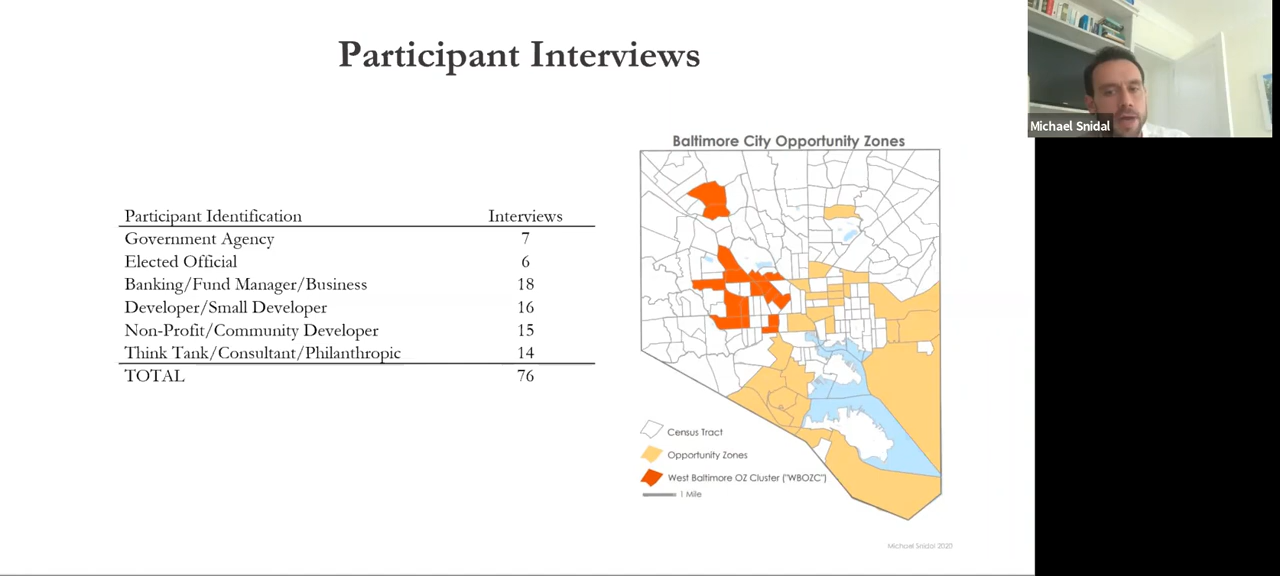 Participant Interviews
Michael Snidal
Baltimore City Opportunity Zones
Participant Identification Interviews
Government Agency 7
Elected Official 6
Banking/Fund Manager/Business 18
Developer/Small Developer 16
Non-Profit/Community Developer 15
Think Tank/Consultant/Philanthropic 14
TOTAL 76
Census Tract
Opportunity Zones
West Baltimore OZ Cluster ("WBOZC")
1 Mile
Michael Snidal 2020